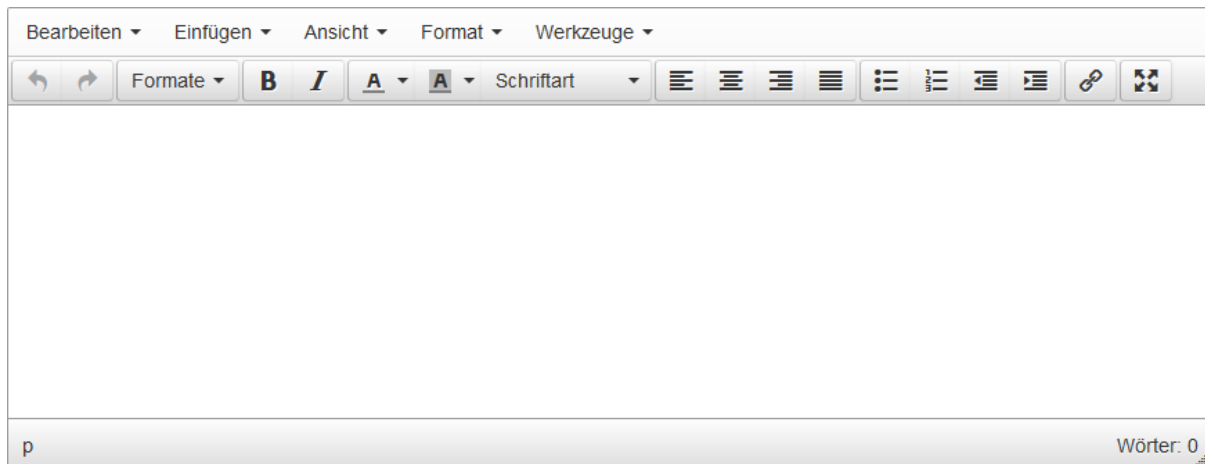 Bearbeiten Einfügen Ansicht Format Werkzeuge
Formate B I A A Schriftart
p Wörter: 0